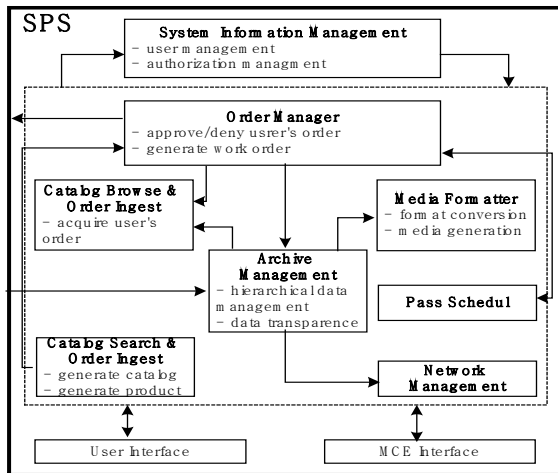 SPS
System Information Management
– user management
– authorization managment
Order Manager
– approve/deny usrer's order
– generate work order
Catalog Browse &
Order Ingest
– acquire user's
order
Media Formatter
– format conversion
– media generation
Archive
Management
– hierarchical data
management
– data transparence
Pass Schedul
Catalog Search &
Order Ingest
– generate catalog
– generate product
Network
Management
User Interface
MCE Interface